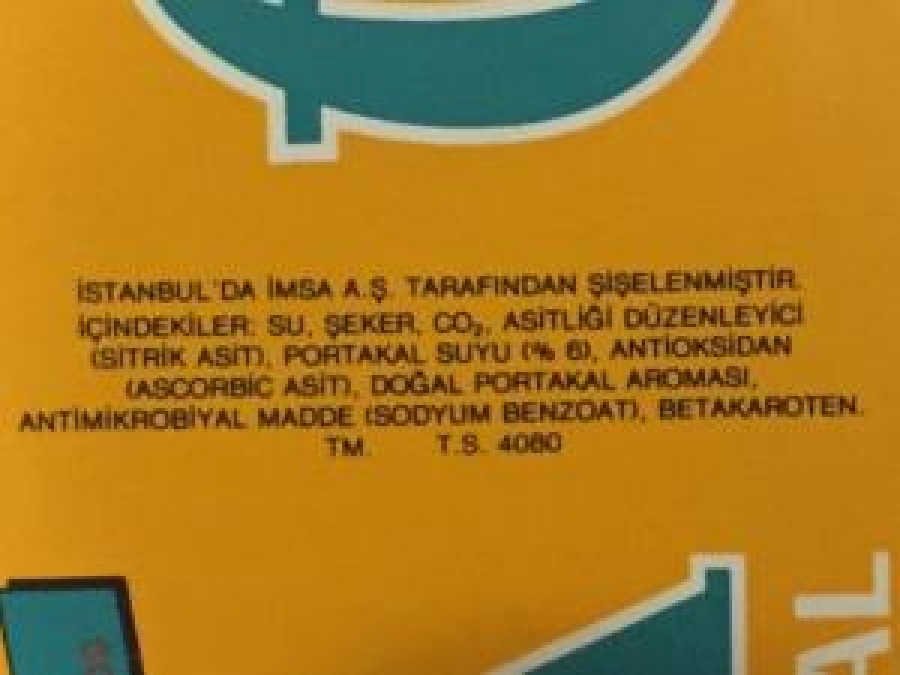 İSTANBUL'DA İMSA A.Ş. TARAFINDAN ŞİŞELENMİŞTİR.
İÇİNDEKİLER: SU, ŞEKER, CO₂, ASİTLİĞİ DÜZENLEYİCİ
(SİTRİK ASİT), PORTAKAL SUYU (% 6), ANTİOKSİDAN
(ASCORBİC ASİT), DOĞAL PORTAKAL AROMASI,
ANTİMİKROBİYAL MADDE (SODYUM BENZOAT), BETAKAROTEN.
TM. T.S. 4080
AL